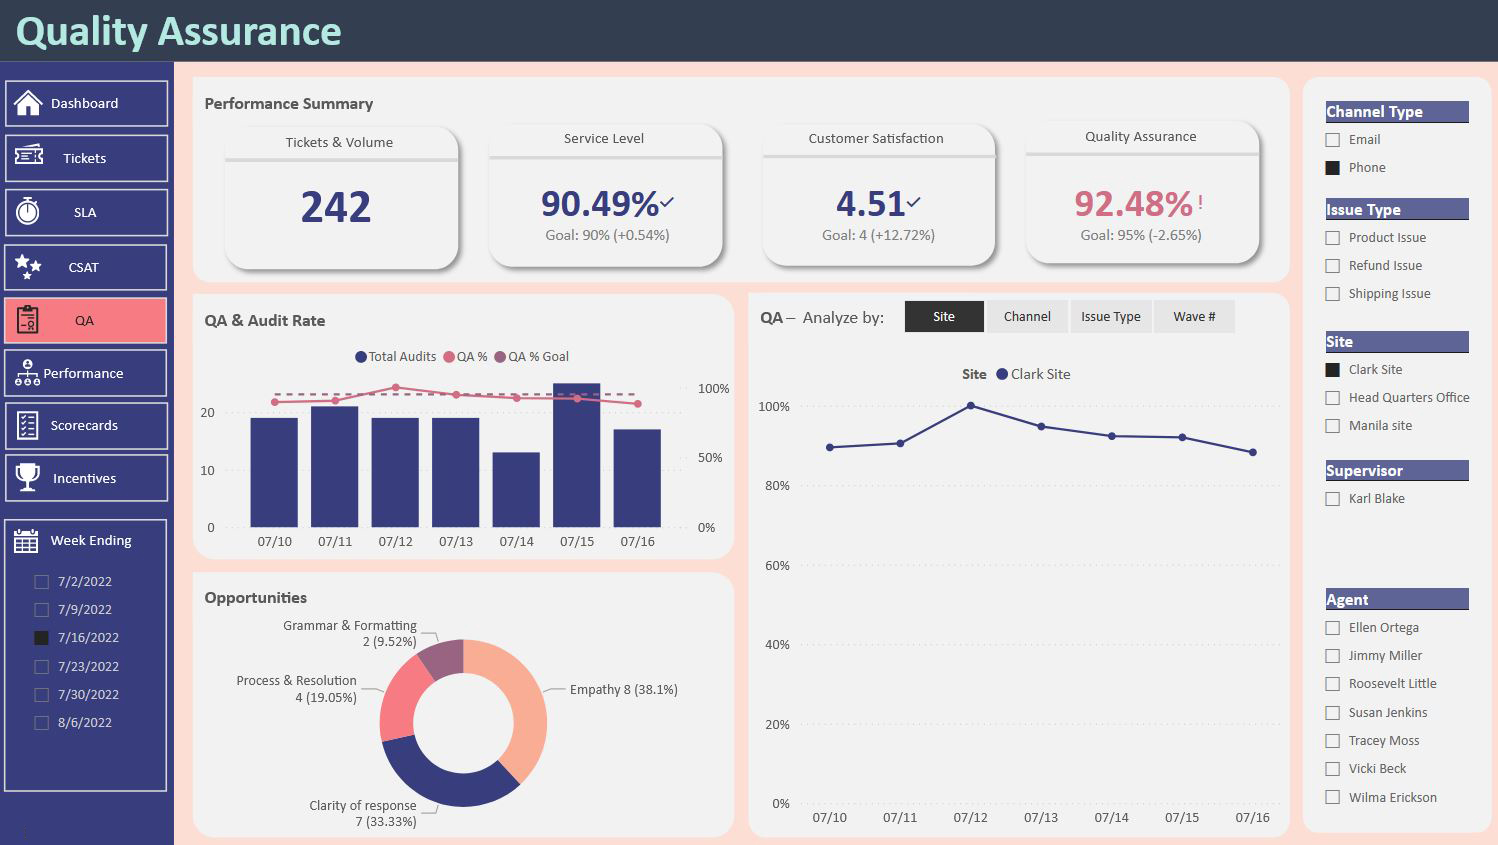 Quality Assurance
Dashboard
Tickets
SLA
CSAT
QA
Performance
Scorecards
Incentives
Week Ending
7/2/2022
7/9/2022
7/16/2022
7/23/2022
7/30/2022
8/6/2022
Performance Summary
Tickets & Volume
242
Service Level
90.49%
Goal: 90% (+0.54%)
Customer Satisfaction
4.51
Goal: 4 (+12.72%)
Quality Assurance
92.48% !
Goal: 95% (-2.65%)
QA & Audit Rate
Total Audits QA % QA % Goal
20
10
0
100%
50%
0%
07/10 07/11 07/12 07/13 07/14 07/15 07/16
Opportunities
Grammar & Formatting
2 (9.52%)
Process & Resolution
4 (19.05%)
Empathy 8 (38.1%)
Clarity of response
7 (33.33%)
QA – Analyze by:
Site Channel Issue Type Wave #
Site Clark Site
100%
80%
60%
40%
20%
0%
07/10 07/11 07/12 07/13 07/14 07/15 07/16
Channel Type
Email
Phone
Issue Type
Product Issue
Refund Issue
Shipping Issue
Site
Clark Site
Head Quarters Office
Manila site
Supervisor
Karl Blake
Agent
Ellen Ortega
Jimmy Miller
Roosevelt Little
Susan Jenkins
Tracey Moss
Vicki Beck
Wilma Erickson